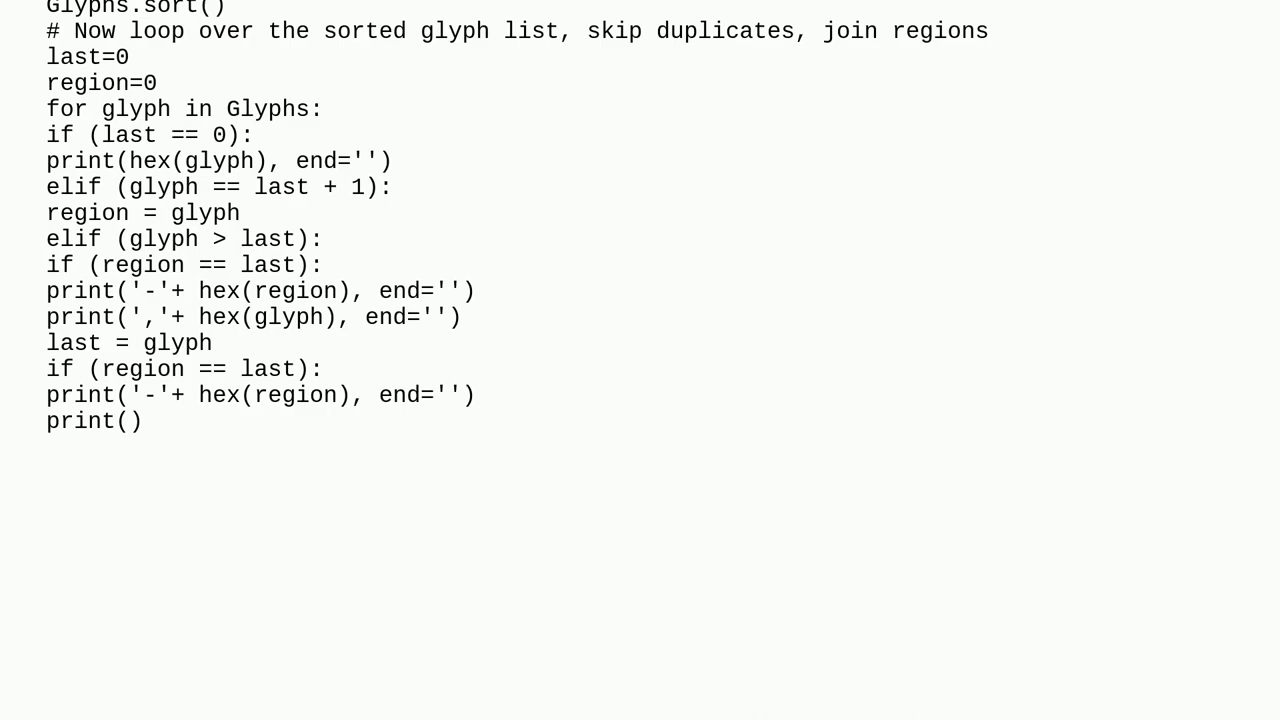 Glyphs.sort()
# Now loop over the sorted glyph list, skip duplicates, join regions
last=0
region=0
for glyph in Glyphs:
if (last == 0):
print(hex(glyph), end='')
elif (glyph == last + 1):
region = glyph
elif (glyph > last):
if (region == last):
print('-'+ hex(region), end='')
print(','+ hex(glyph), end='')
last = glyph
if (region == last):
print('-'+ hex(region), end='')
print()